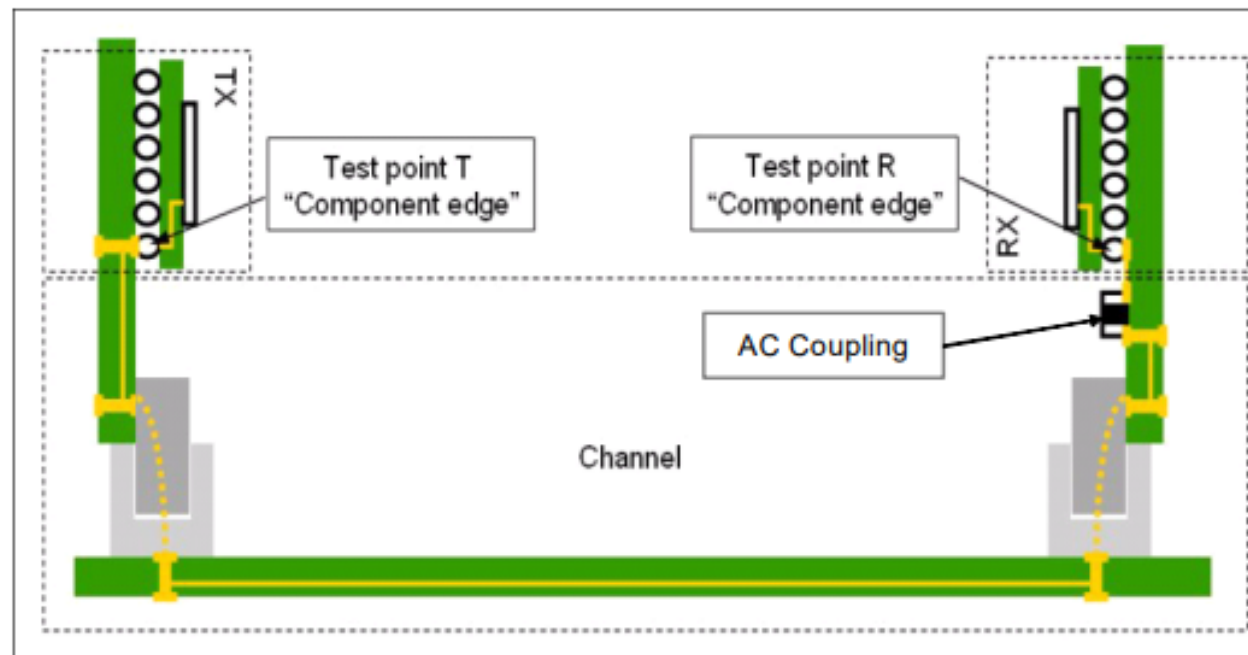 TX
Test point T
“Component edge”
Test point R
“Component edge”
RX
AC Coupling
Channel